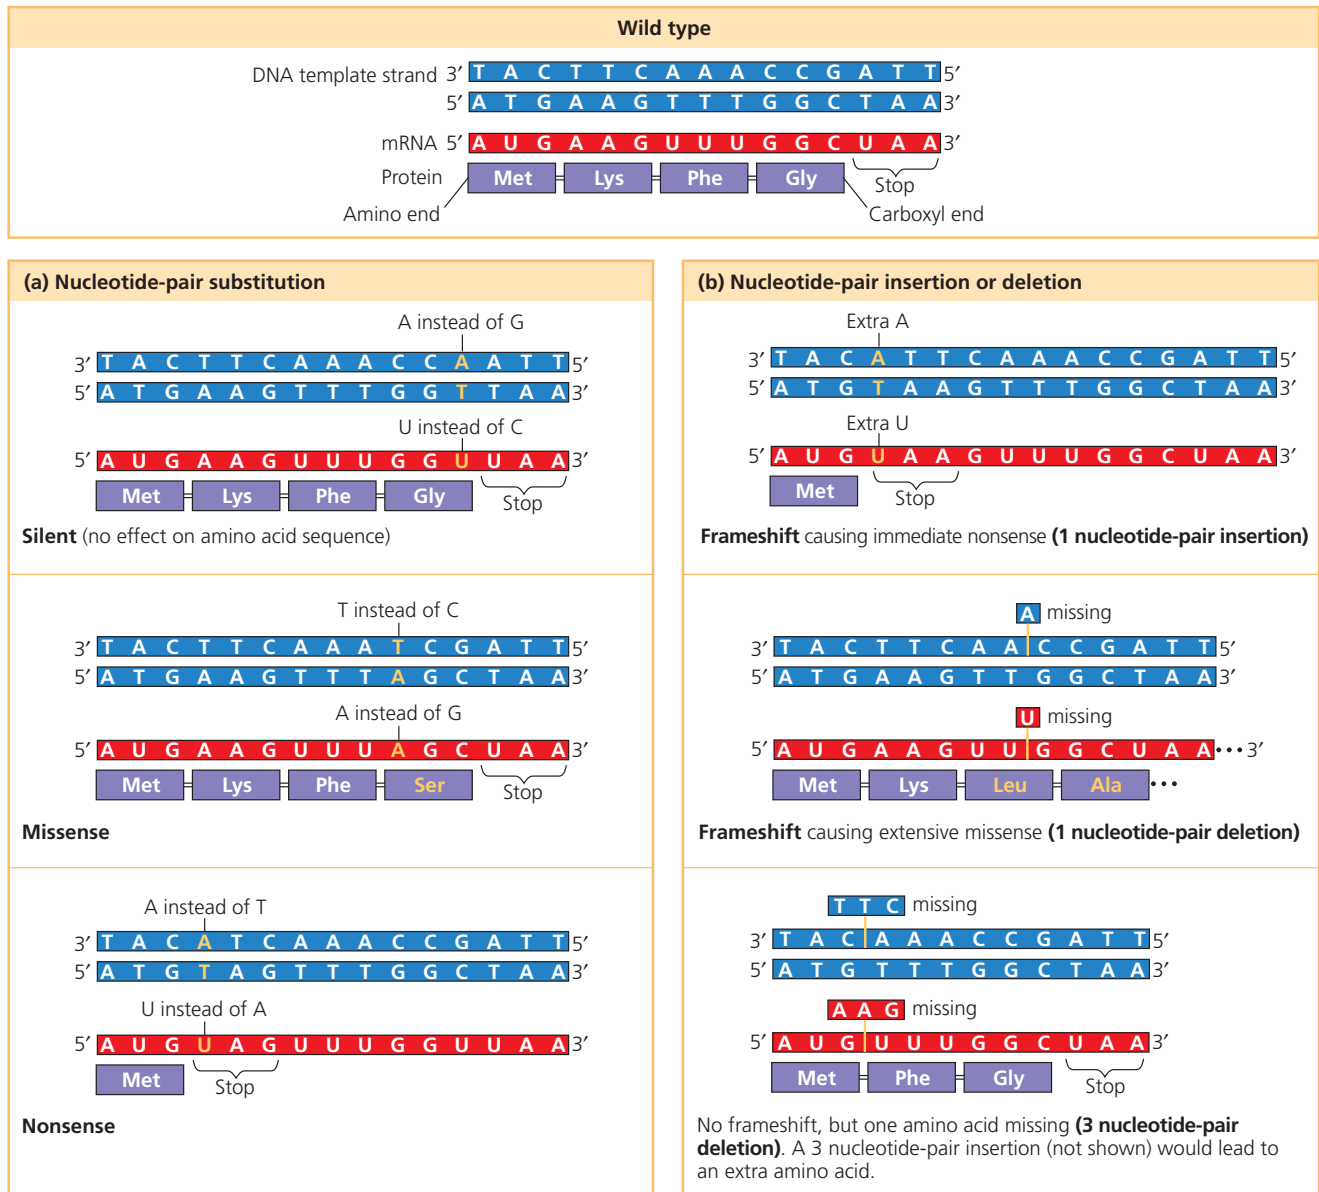 Wild type
DNA template strand 3′ T A C T T C A A A C C G A T T 5′
5′ A T G A A G T T T G G C T A A 3′
mRNA 5′ A U G A A G U U U G G C U A A 3′
Protein Met Lys Phe Gly Stop
Amino end Carboxyl end
(a) Nucleotide-pair substitution
A instead of G
3′ T A C T T C A A A C C A A T T 5′
5′ A T G A A G T T T G G T T A A 3′
U instead of C
5′ A U G A A G U U U G G U U A A 3′
Met Lys Phe Gly Stop
Silent (no effect on amino acid sequence)
T instead of C
3′ T A C T T C A A A T C G A T T 5′
5′ A T G A A G T T T A G C T A A 3′
A instead of G
5′ A U G A A G U U U A G C U A A 3′
Met Lys Phe Ser Stop
Missense
A instead of T
3′ T A C A T C A A A C C G A T T 5′
5′ A T G T A G T T T G G C T A A 3′
U instead of A
5′ A U G U A G U U U G G U U A A 3′
Met Stop
Nonsense
(b) Nucleotide-pair insertion or deletion
Extra A
3′ T A C A T T C A A A C C G A T T 5′
5′ A T G T A A G T T T G G C T A A 3′
Extra U
5′ A U G U A A G U U U G G C U A A 3′
Met Stop
Frameshift causing immediate nonsense (1 nucleotide-pair insertion)
A missing
3′ T A C T T C A A C C G A T T 5′
5′ A T G A A G T T G G C T A A 3′
U missing
5′ A U G A A G U U G G C U A A ••• 3′
Met Lys Leu Ala •••
Frameshift causing extensive missense (1 nucleotide-pair deletion)
T T C missing
3′ T A C A A A C C G A T T 5′
5′ A T G T T T G G C T A A 3′
A A G missing
5′ A U G U U U G G C U A A 3′
Met Phe Gly Stop
No frameshift, but one amino acid missing (3 nucleotide-pair
deletion). A 3 nucleotide-pair insertion (not shown) would lead to
an extra amino acid.